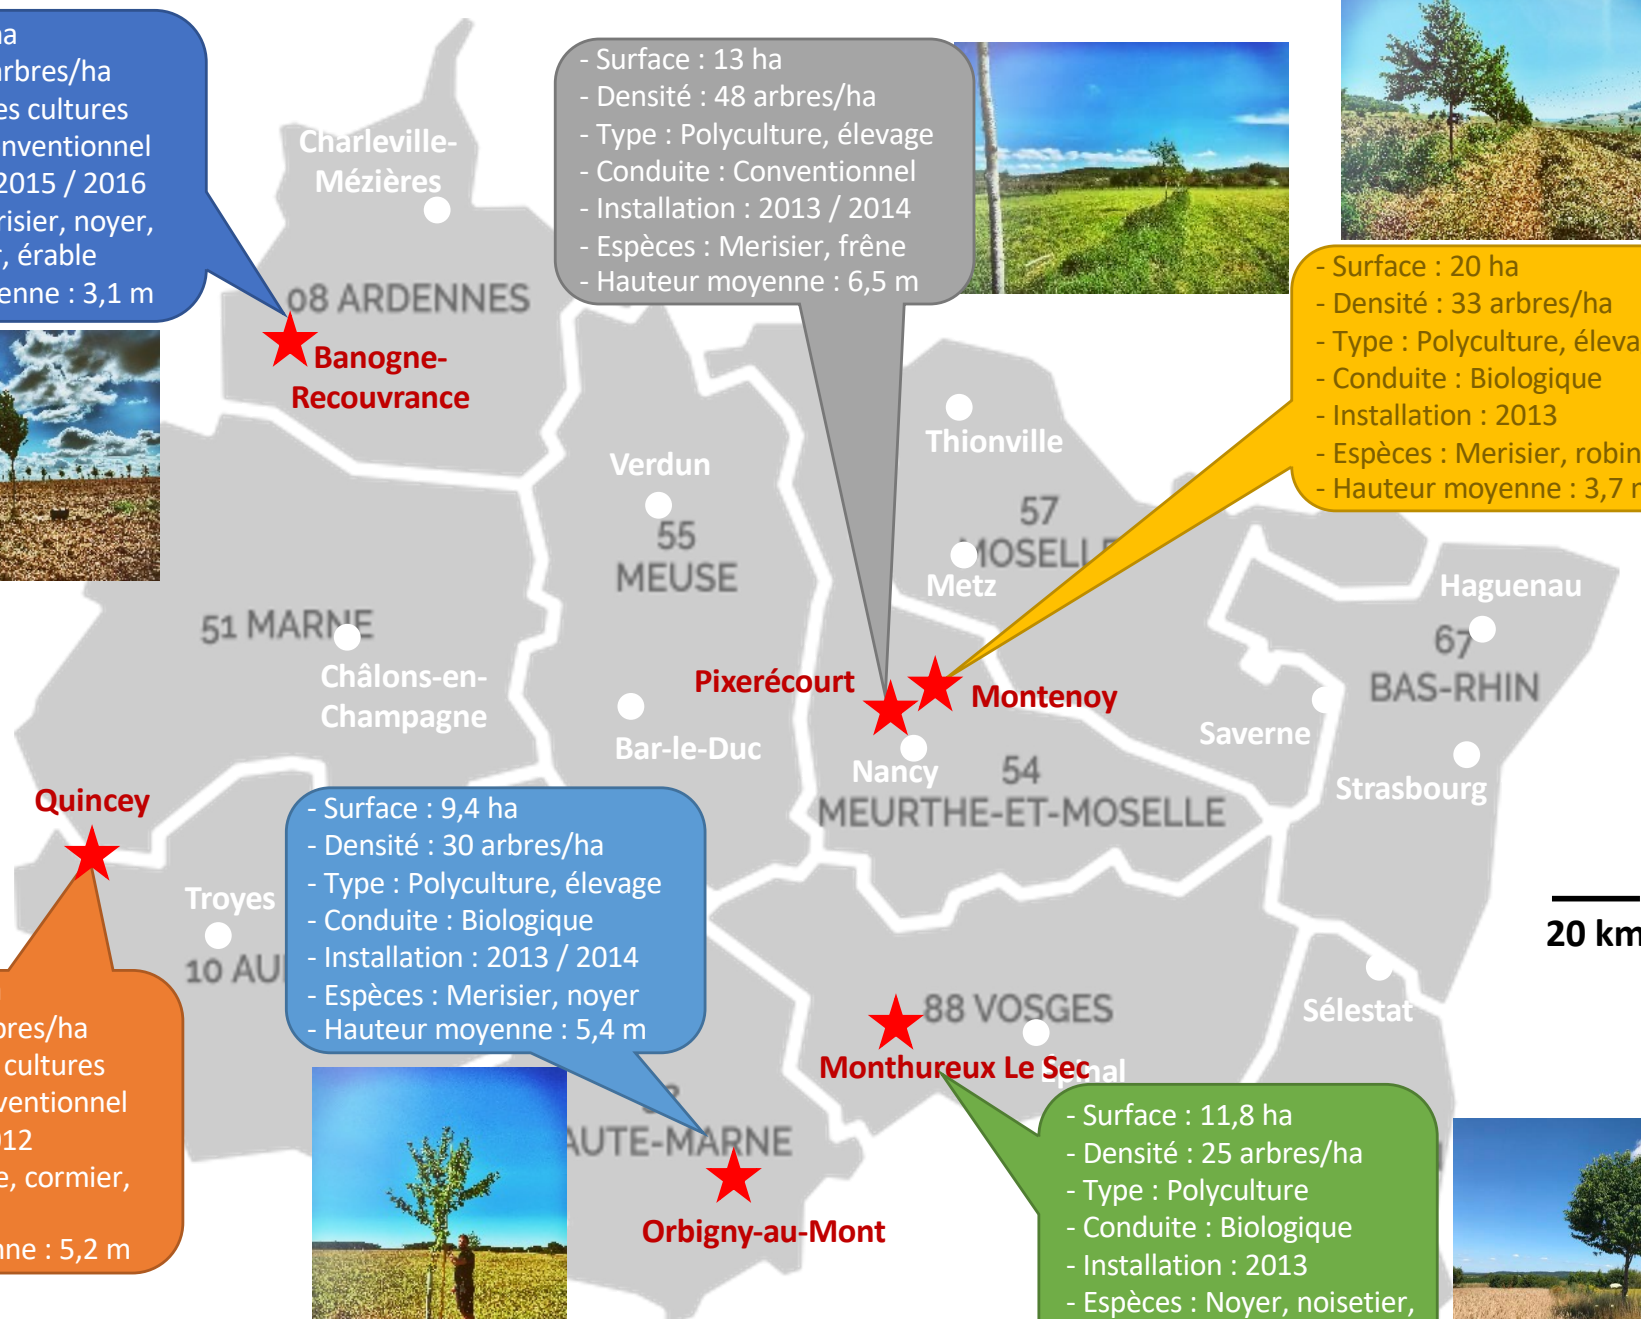 ha
arbres/ha
es cultures
nventionnel
2015 / 2016
risier, noyer,
r, érable
enne : 3,1 m
- Surface : 13 ha
- Densité : 48 arbres/ha
- Type : Polyculture, élevage
- Conduite : Conventionnel
- Installation : 2013 / 2014
- Espèces : Merisier, frêne
- Hauteur moyenne : 6,5 m
- Surface : 20 ha
- Densité : 33 arbres/ha
- Type : Polyculture, éleva
- Conduite : Biologique
- Installation : 2013
- Espèces : Merisier, robin
- Hauteur moyenne : 3,7 m
Charleville-
Mézières
08 ARDENNES
Banogne-
Recouvrance
Thionville
Verdun
57
MOSELLE
55
MEUSE
Metz
Haguenau
51 MARNE
67
BAS-RHIN
Châlons-en-
Champagne
Pixerécourt
Montenoy
Bar-le-Duc
Saverne
Nancy
54
MEURTHE-ET-MOSELLE
Strasbourg
Quincey
- Surface : 9,4 ha
- Densité : 30 arbres/ha
- Type : Polyculture, élevage
- Conduite : Biologique
- Installation : 2013 / 2014
- Espèces : Merisier, noyer
- Hauteur moyenne : 5,4 m
Troyes
10 AU
20 km
Sélestat
88 VOSGES
Monthureux Le Sec
Epinal
bres/ha
cultures
ventionnel
012
e, cormier,
nne : 5,2 m
AUTE-MARNE
Orbigny-au-Mont
- Surface : 11,8 ha
- Densité : 25 arbres/ha
- Type : Polyculture
- Conduite : Biologique
- Installation : 2013
- Espèces : Noyer, noisetier,